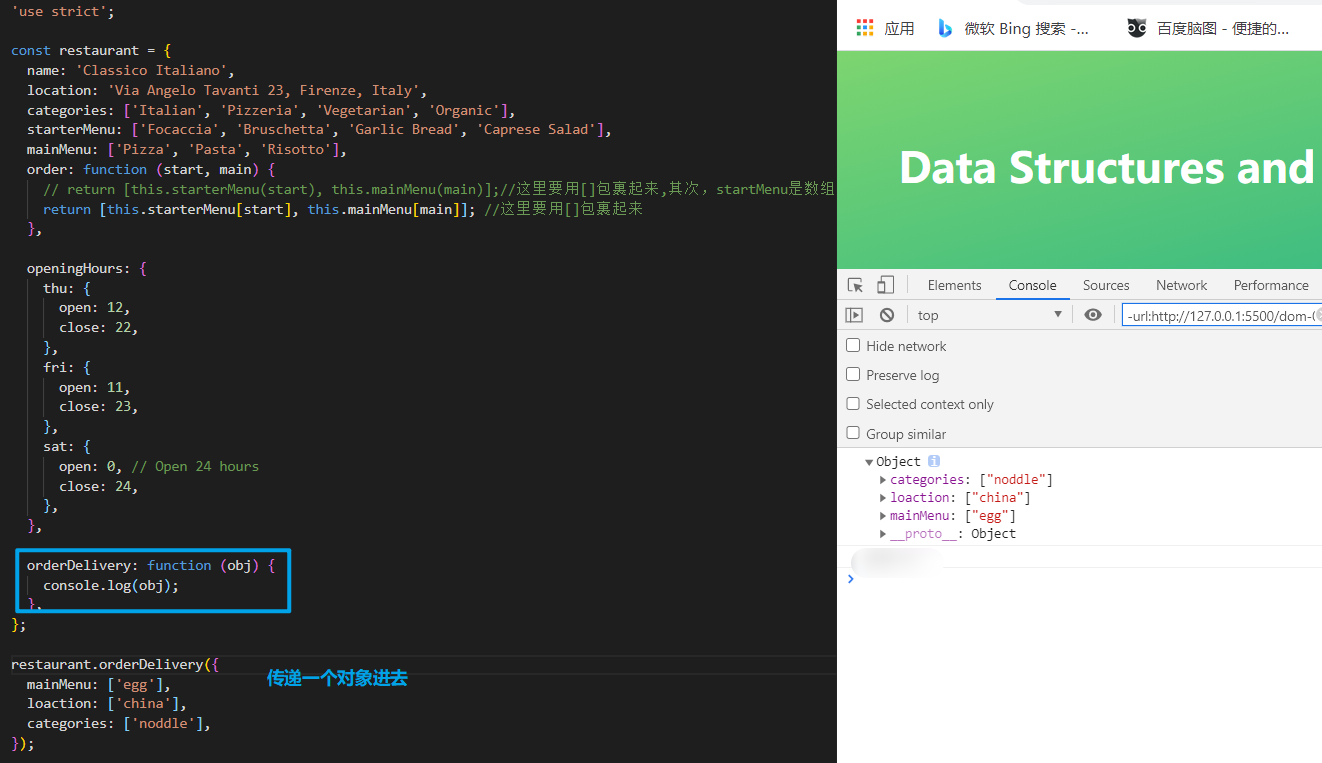 'use strict';
const restaurant = {
name: 'Classico Italiano',
location: 'Via Angelo Tavanti 23, Firenze, Italy',
categories: ['Italian', 'Pizzeria', 'Vegetarian', 'Organic'],
starterMenu: ['Focaccia', 'Bruschetta', 'Garlic Bread', 'Caprese Salad'],
mainMenu: ['Pizza', 'Pasta', 'Risotto'],
order: function (start, main) {
// return [this.starterMenu(start), this.mainMenu(main)];//这里要用[]包裹起来,其次，startMenu是数组
return [this.starterMenu[start], this.mainMenu[main]]; //这里要用[]包裹起来
},
openingHours: {
thu: {
open: 12,
close: 22,
},
fri: {
open: 11,
close: 23,
},
sat: {
open: 0, // Open 24 hours
close: 24,
},
},
orderDelivery: function (obj) {
console.log(obj);
},
};
restaurant.orderDelivery({
传递一个对象进去
mainMenu: ['egg'],
loaction: ['china'],
categories: ['noddle'],
});
应用 微软 Bing 搜索 -... 百度脑图 - 便捷的...
Data Structures and
Elements Console Sources Network Performance
top -url:http://127.0.0.1:5500/dom-
Hide network
Preserve log
Selected context only
Group similar
▼Object i
▶categories: ["noddle"]
▶loaction: ["china"]
▶mainMenu: ["egg"]
▶__proto__: Object
>